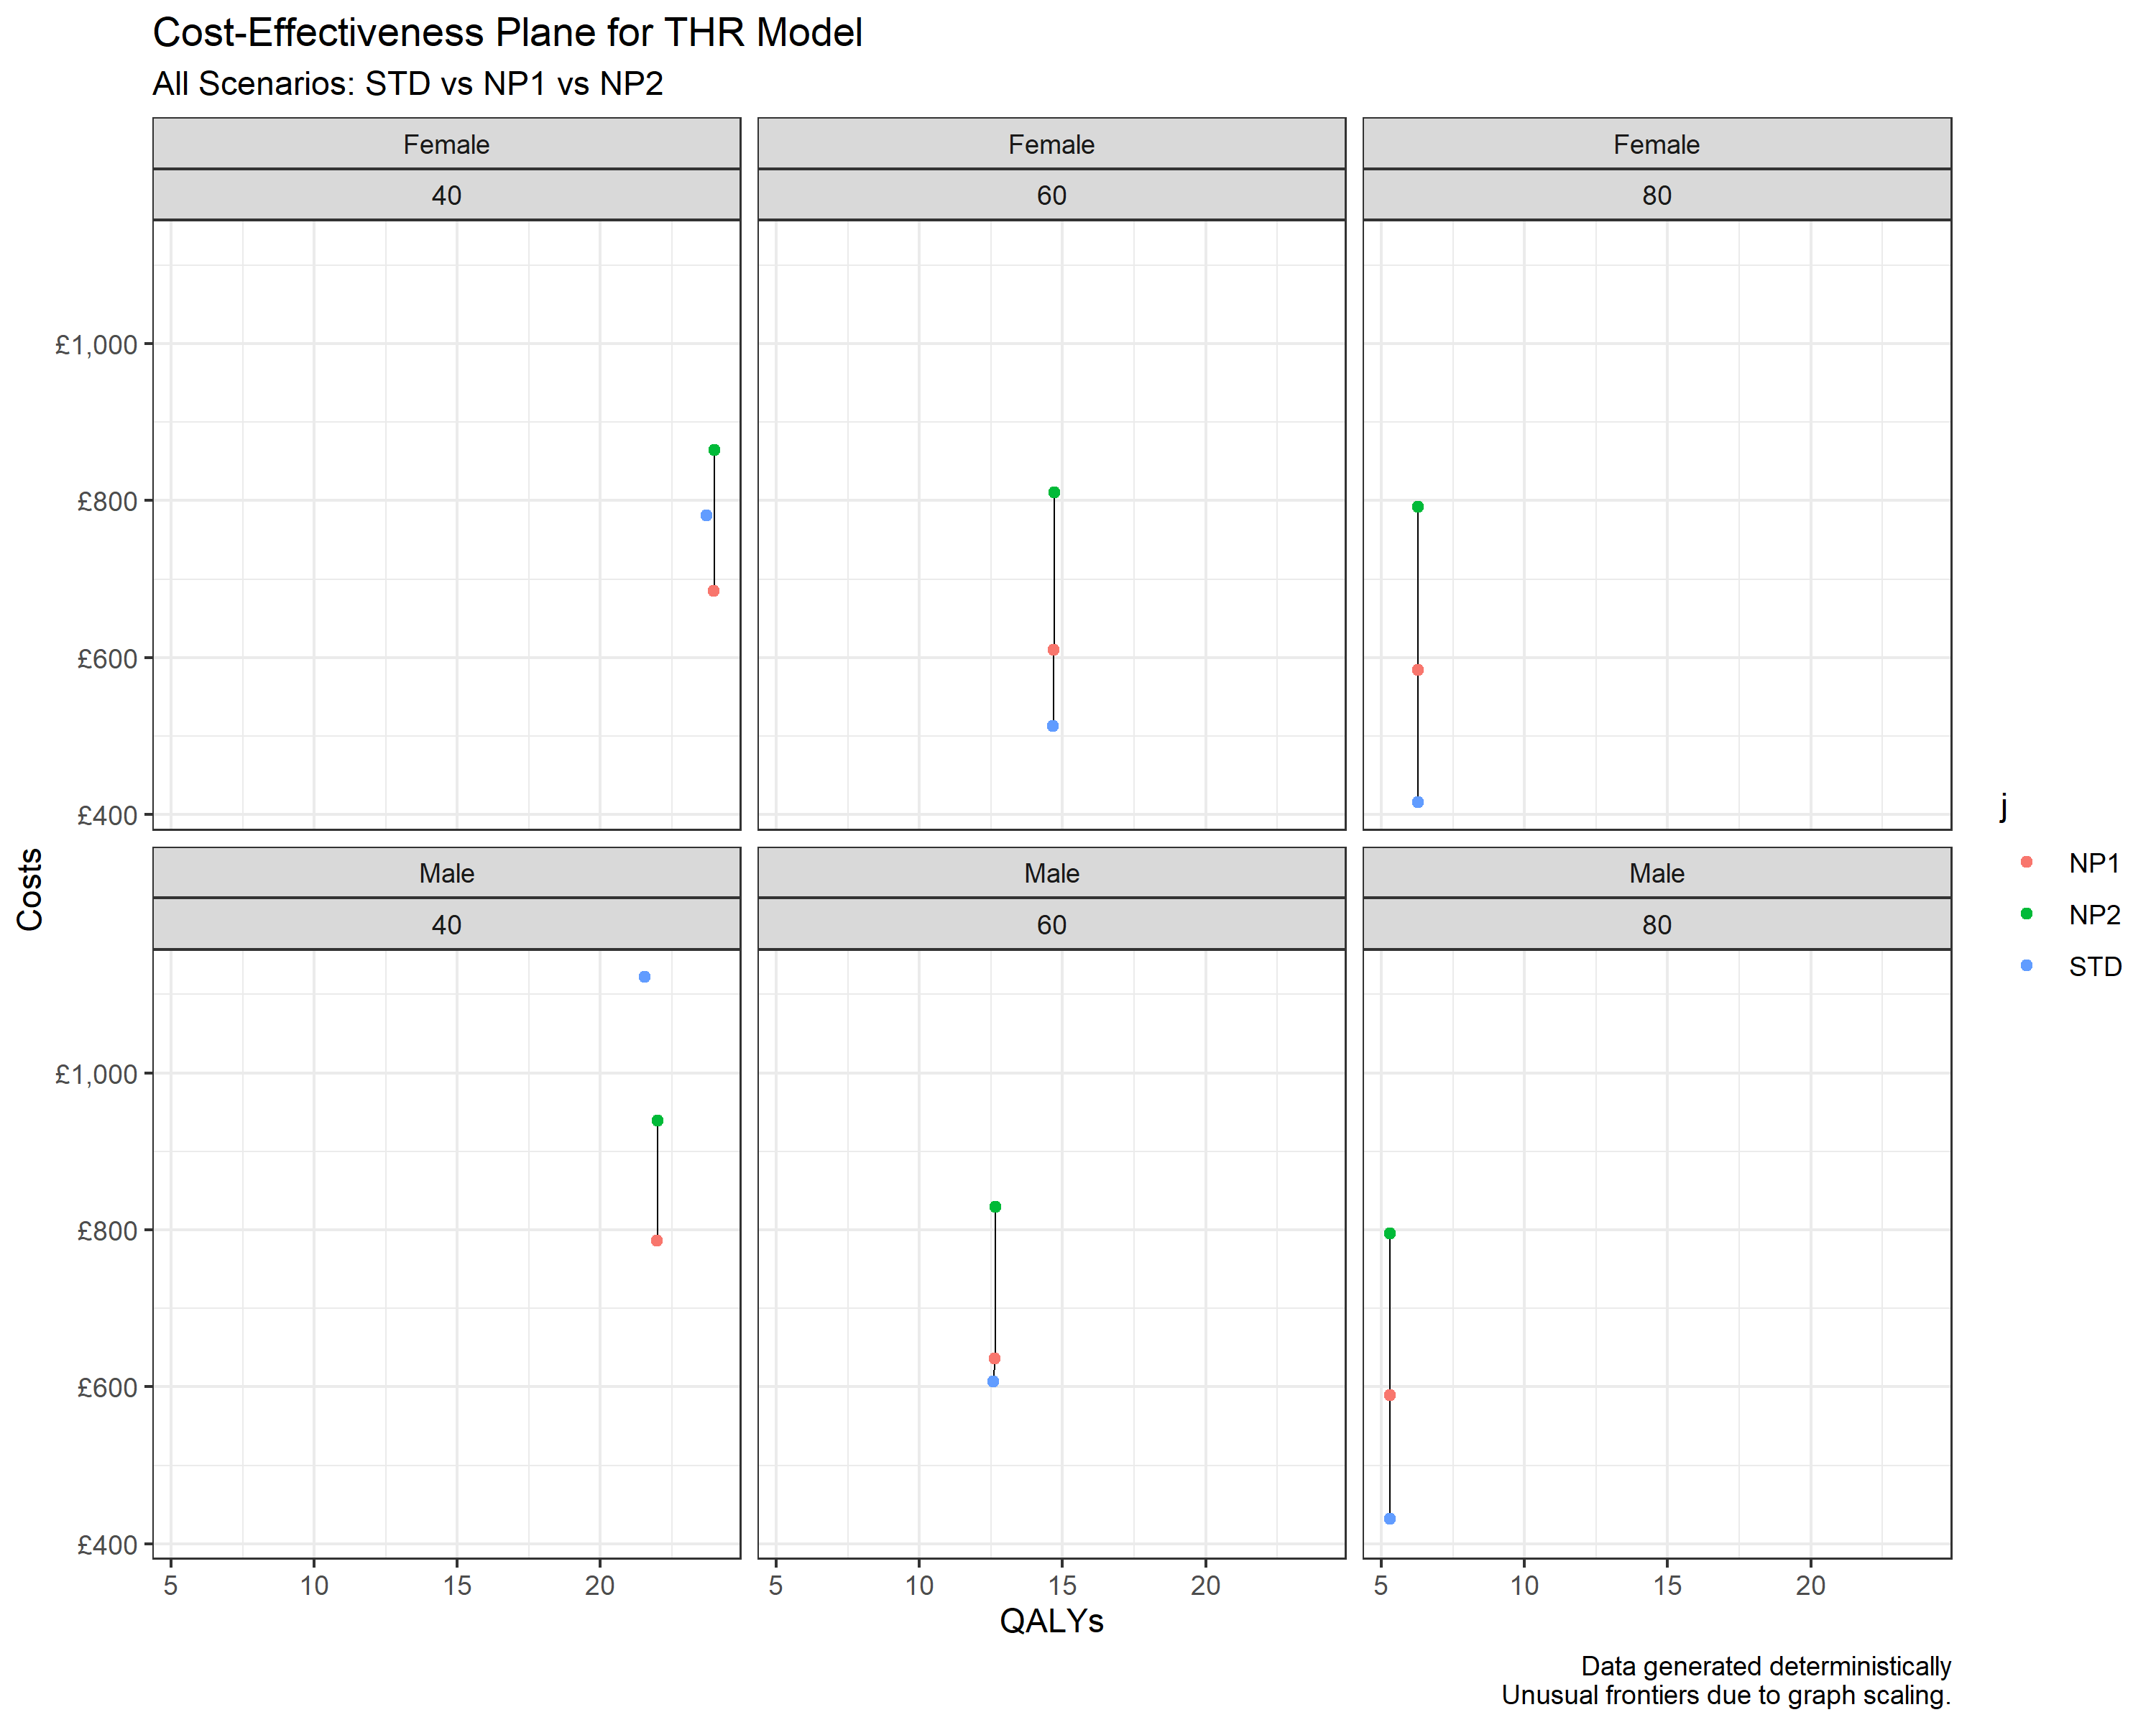 Cost-Effectiveness Plane for THR Model
All Scenarios: STD vs NP1 vs NP2
Female
Female
Female
40
60
80
£1,000
£800
£600
£400
Costs
Male
Male
Male
40
60
80
£1,000
£800
£600
£400
5 10 15 20
5 10 15 20
5 10 15 20
QALYs
j
NP1
NP2
STD
Data generated deterministically
Unusual frontiers due to graph scaling.